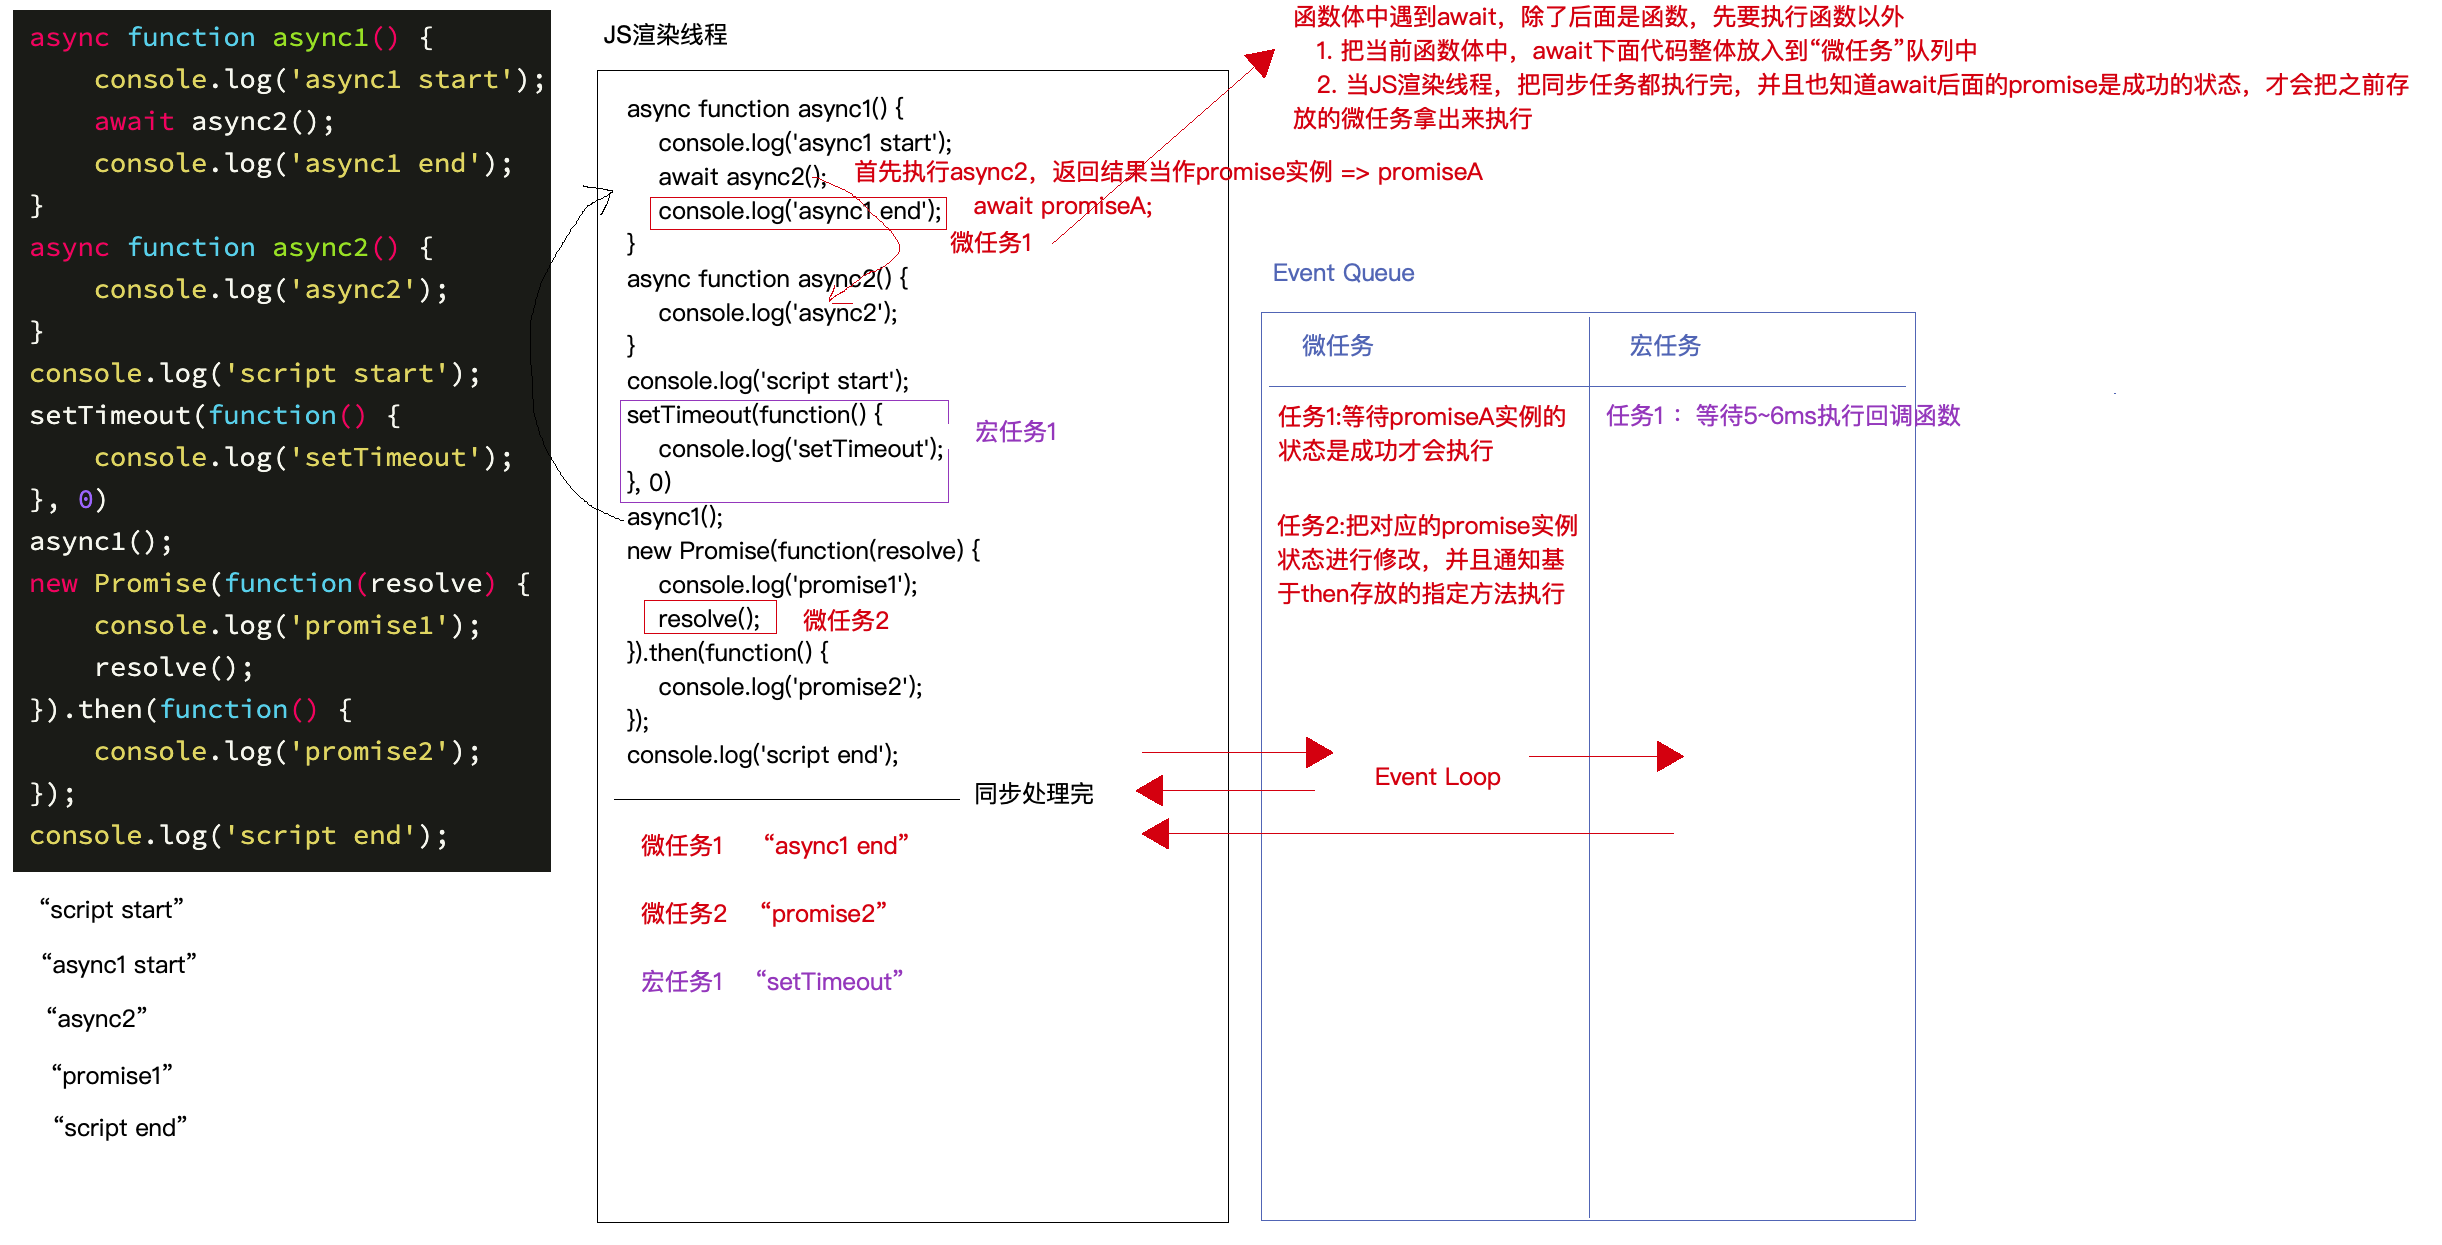 async function async1() {
    console.log('async1 start');
    await async2();
    console.log('async1 end');
}
async function async2() {
    console.log('async2');
}
console.log('script start');
setTimeout(function() {
    console.log('setTimeout');
}, 0)
async1();
new Promise(function(resolve) {
    console.log('promise1');
    resolve();
}).then(function() {
    console.log('promise2');
});
console.log('script end');
“script start”
“async1 start”
“async2”
“promise1”
“script end”
JS渲染线程
async function async1() {
    console.log('async1 start');
    await async2();
    console.log('async1 end');
}
async function async2() {
    console.log('async2');
}
console.log('script start');
setTimeout(function() {
    console.log('setTimeout');
}, 0)
async1();
new Promise(function(resolve) {
    console.log('promise1');
    resolve();
}).then(function() {
    console.log('promise2');
});
console.log('script end');
首先执行async2，返回结果当作promise实例 => promiseA
await promiseA;
微任务1
宏任务1
微任务2
同步处理完
微任务1 “async1 end”
微任务2 “promise2”
宏任务1 “setTimeout”
函数体中遇到await，除了后面是函数，先要执行函数以外
1. 把当前函数体中，await下面代码整体放入到“微任务”队列中
2. 当JS渲染线程，把同步任务都执行完，并且也知道await后面的promise是成功的状态，才会把之前存
放的微任务拿出来执行
Event Queue
微任务
宏任务
任务1:等待promiseA实例的
状态是成功才会执行
任务2:把对应的promise实例
状态进行修改，并且通知基
于then存放的指定方法执行
任务1 ：等待5~6ms执行回调函数
Event Loop